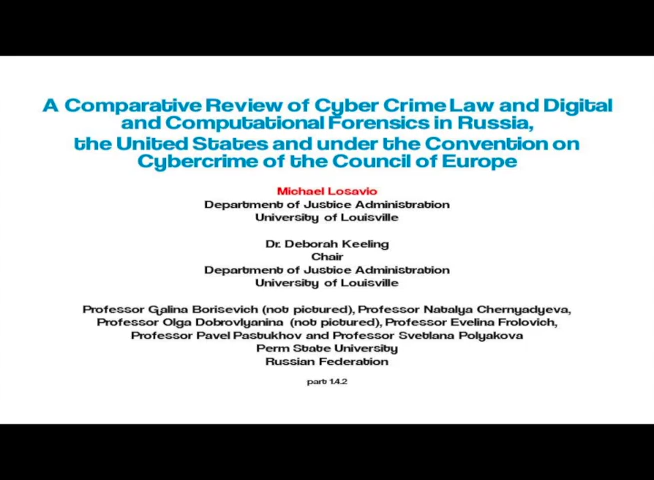 A Comparative Review of Cyber Crime Law and Digital
and Computational Forensics in Russia,
the United States and under the Convention on
Cybercrime of the Council of Europe
Michael Losavio
Department of Justice Administration
University of Louisville
Dr. Deborah Keeling
Chair
Department of Justice Administration
University of Louisville
Professor Galina Borisevich (not pictured), Professor Natalya Chernyadyeva,
Professor Olga Dobrovlyanina (not pictured), Professor Evelina Frolovich,
Professor Pavel Pastukhov and Professor Svetlana Polyakova
Perm State University
Russian Federation
part 1.4.2